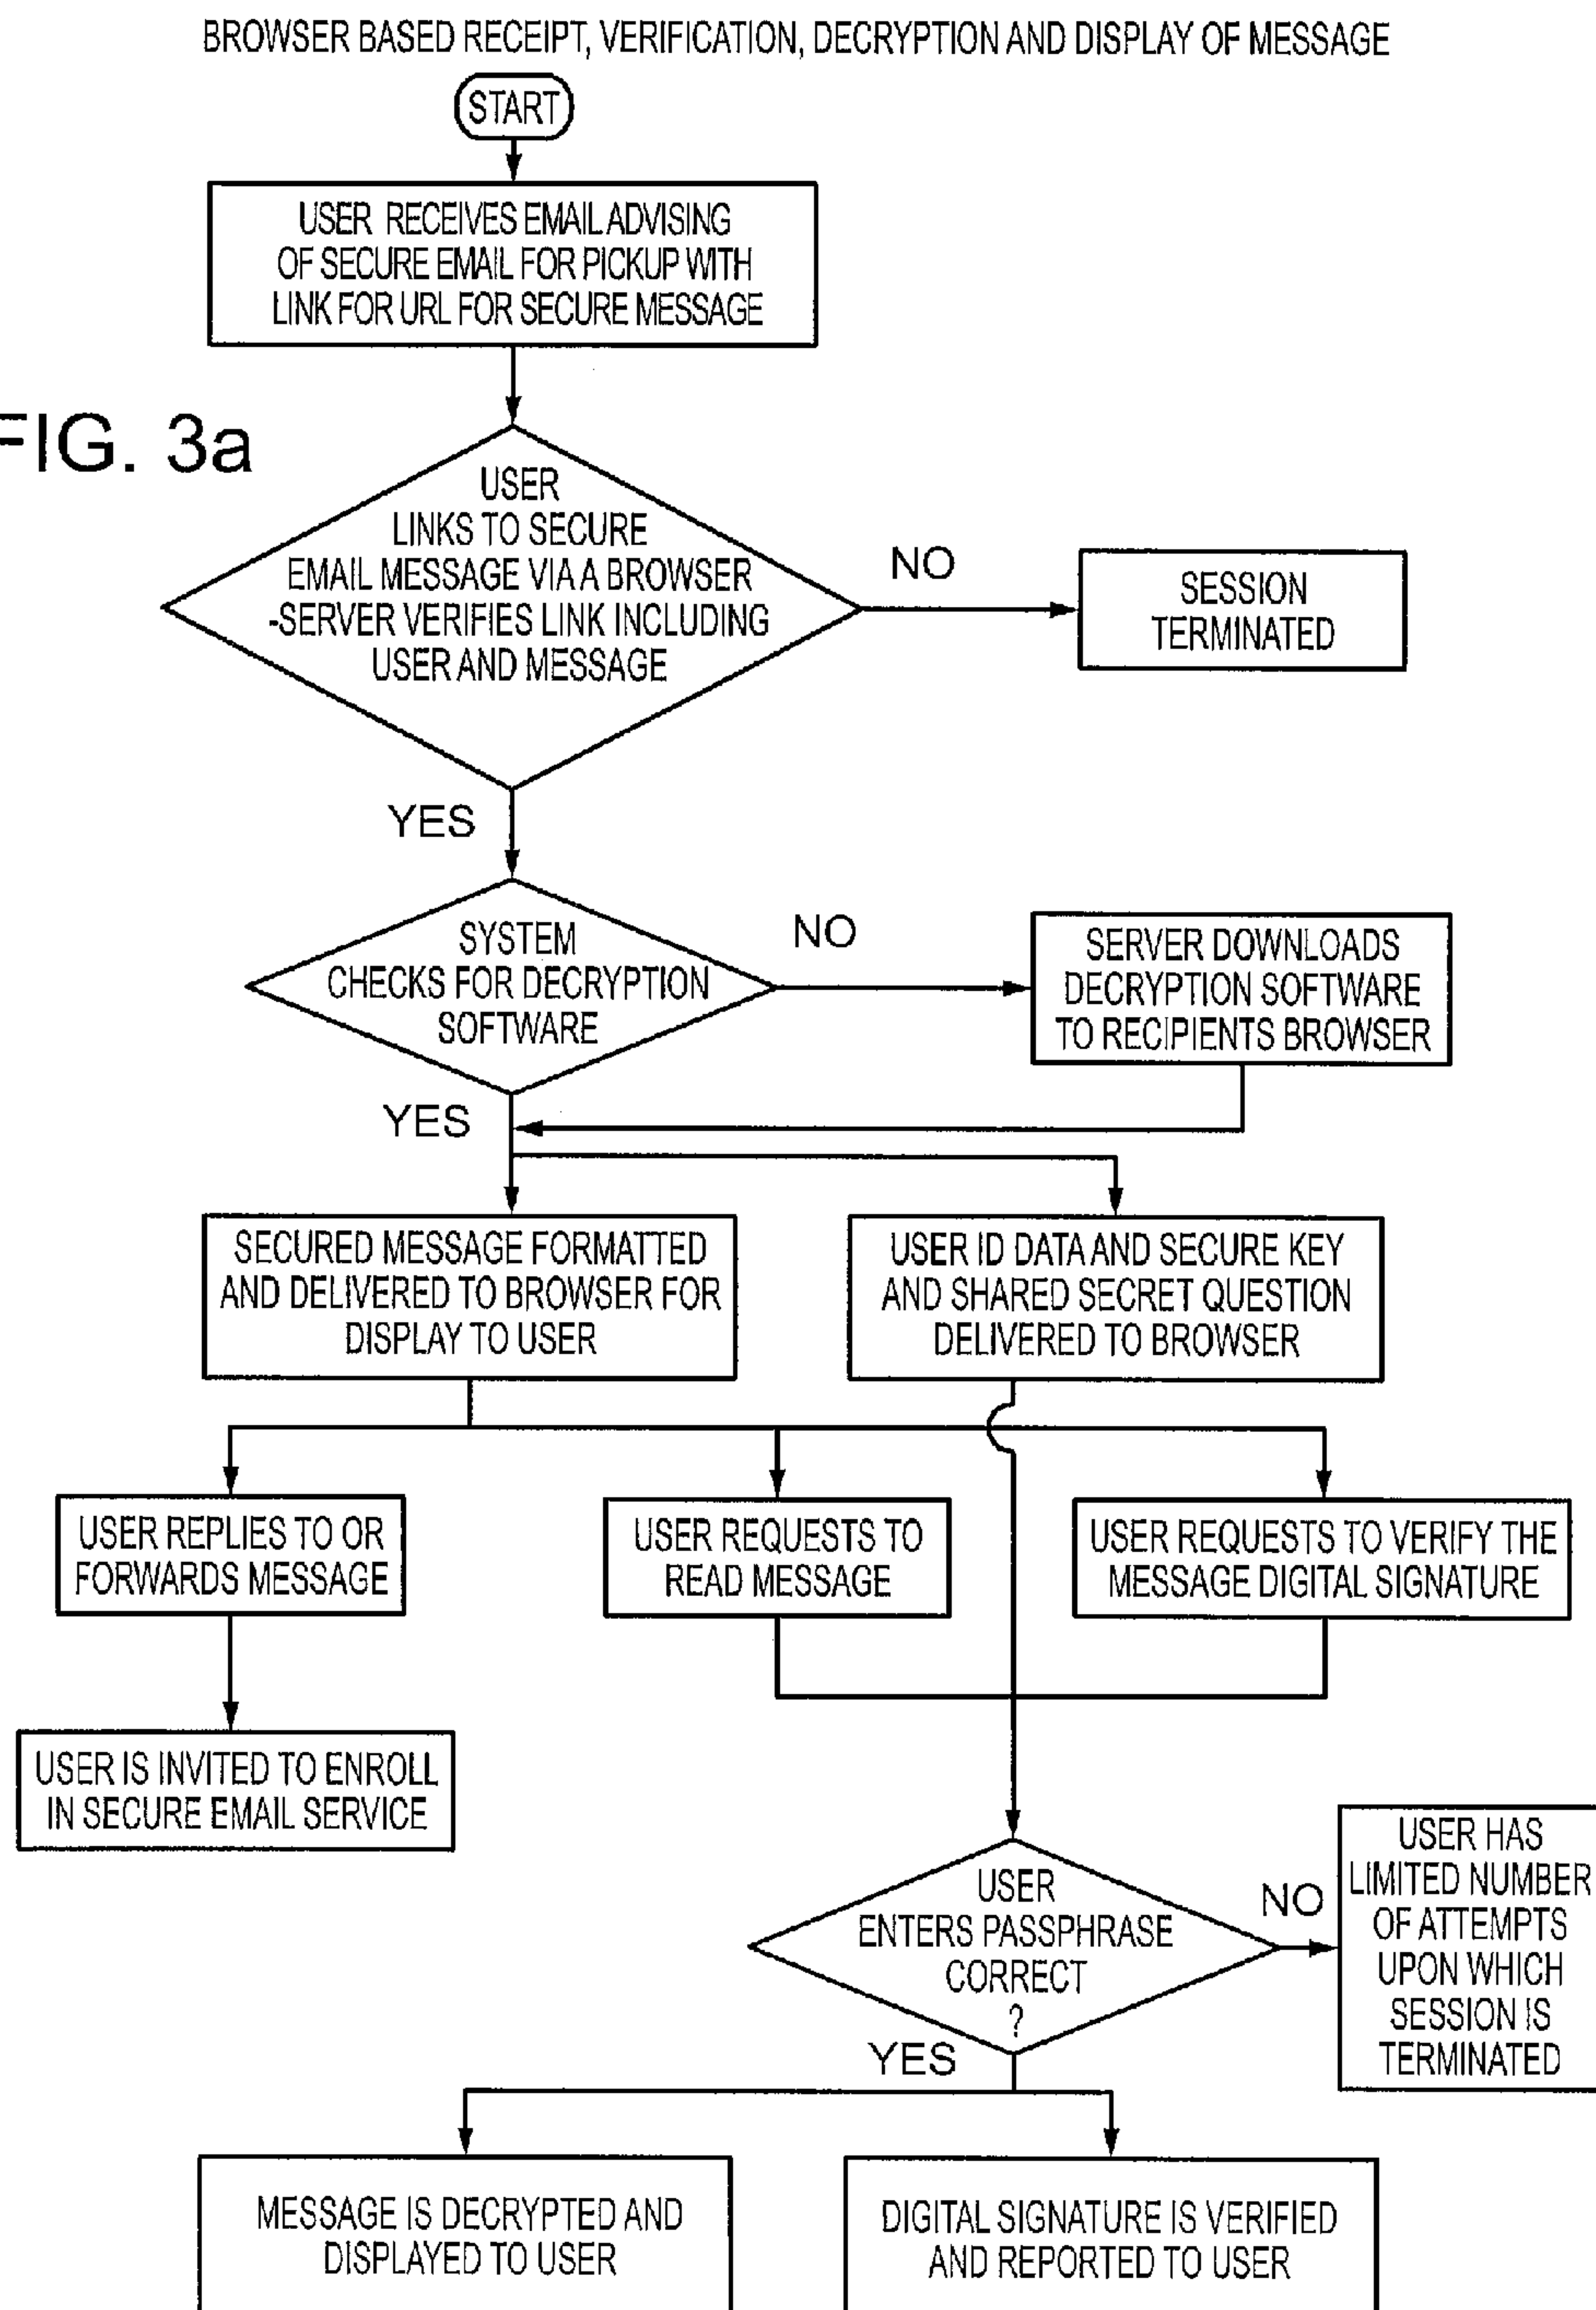 BROWSER BASED RECEIPT, VERIFICATION, DECRYPTION AND DISPLAY OF MESSAGE
START
USER RECEIVES EMAIL ADVISING
OF SECURE EMAIL FOR PICKUP WITH
LINK FOR URL FOR SECURE MESSAGE
FIG. 3a
USER
LINKS TO SECURE
EMAIL MESSAGE VIA A BROWSER
-SERVER VERIFIES LINK INCLUDING
USER AND MESSAGE
NO
SESSION
TERMINATED
YES
SYSTEM
CHECKS FOR DECRYPTION
SOFTWARE
NO
SERVER DOWNLOADS
DECRYPTION SOFTWARE
TO RECIPIENTS BROWSER
YES
SECURED MESSAGE FORMATTED
AND DELIVERED TO BROWSER FOR
DISPLAY TO USER
USER ID DATA AND SECURE KEY
AND SHARED SECRET QUESTION
DELIVERED TO BROWSER
USER REPLIES TO OR
FORWARDS MESSAGE
USER REQUESTS TO
READ MESSAGE
USER REQUESTS TO VERIFY THE
MESSAGE DIGITAL SIGNATURE
USER IS INVITED TO ENROLL
IN SECURE EMAIL SERVICE
USER
ENTERS PASSPHRASE
CORRECT
?
NO
USER HAS
LIMITED NUMBER
OF ATTEMPTS
UPON WHICH
SESSION IS
TERMINATED
YES
MESSAGE IS DECRYPTED AND
DISPLAYED TO USER
DIGITAL SIGNATURE IS VERIFIED
AND REPORTED TO USER